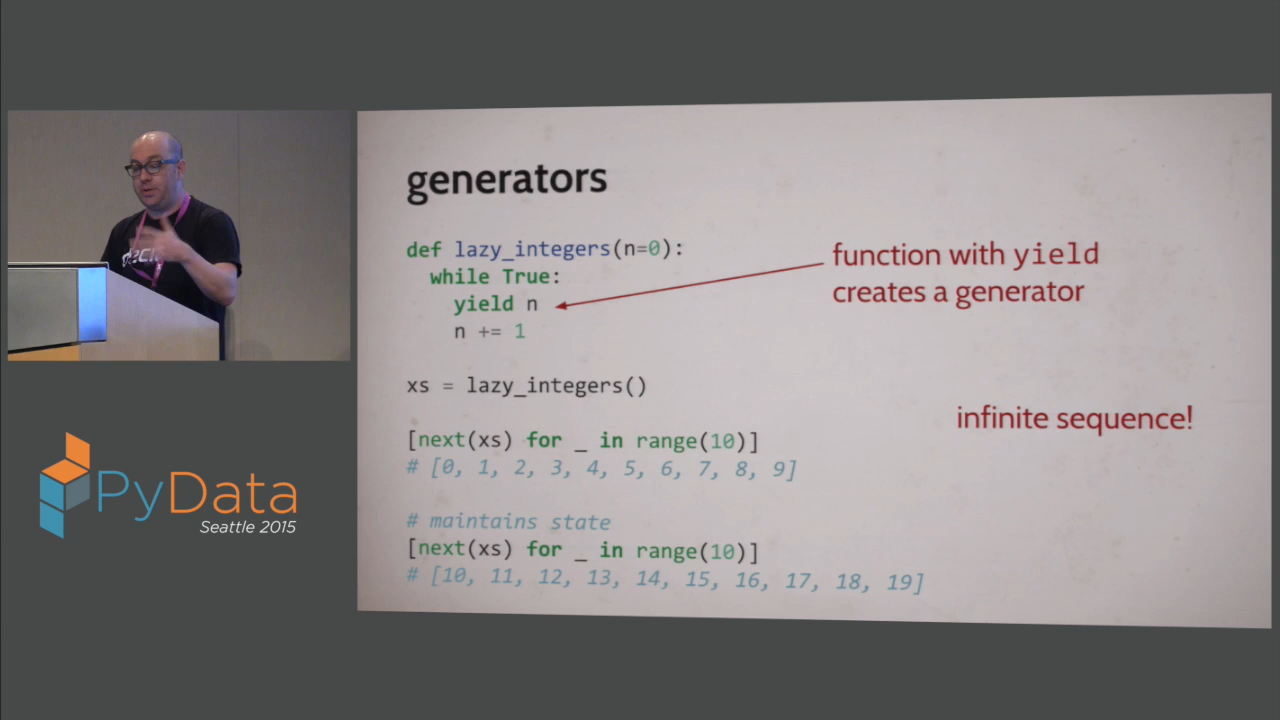 generators
def lazy_integers(n=0):
while True:
yield n
n += 1
function with yield
creates a generator
xs = lazy_integers()
infinite sequence!
[next(xs) for _ in range(10)]
# [0, 1, 2, 3, 4, 5, 6, 7, 8, 9]
# maintains state
[next(xs) for _ in range(10)]
# [10, 11, 12, 13, 14, 15, 16, 17, 18, 19]
PyData
Seattle 2015